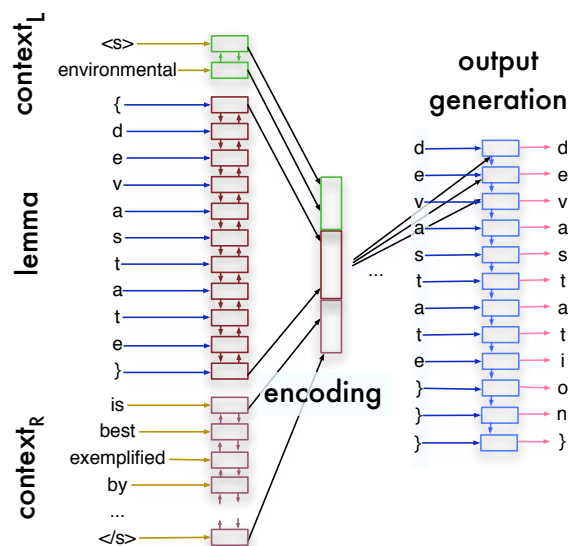 context_L
<s>
environmental
lemma
{
d
e
v
a
s
t
a
t
e
}
context_R
is
best
exemplified
by
...
</s>
encoding
...
output
generation
d d
e e
v v
a a
s s
t t
a a
t t
e i
} o
} n
} }